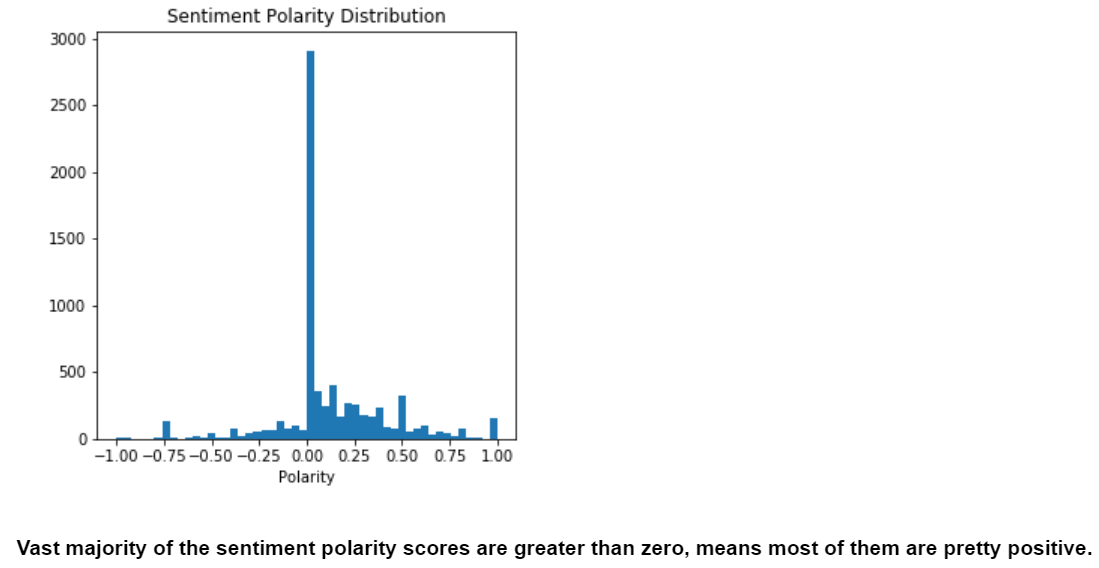 Sentiment Polarity Distribution
3000
2500
2000
1500
1000
500
0
−1.00 −0.75 −0.50 −0.25 0.00 0.25 0.50 0.75 1.00
Polarity
Vast majority of the sentiment polarity scores are greater than zero, means most of them are pretty positive.